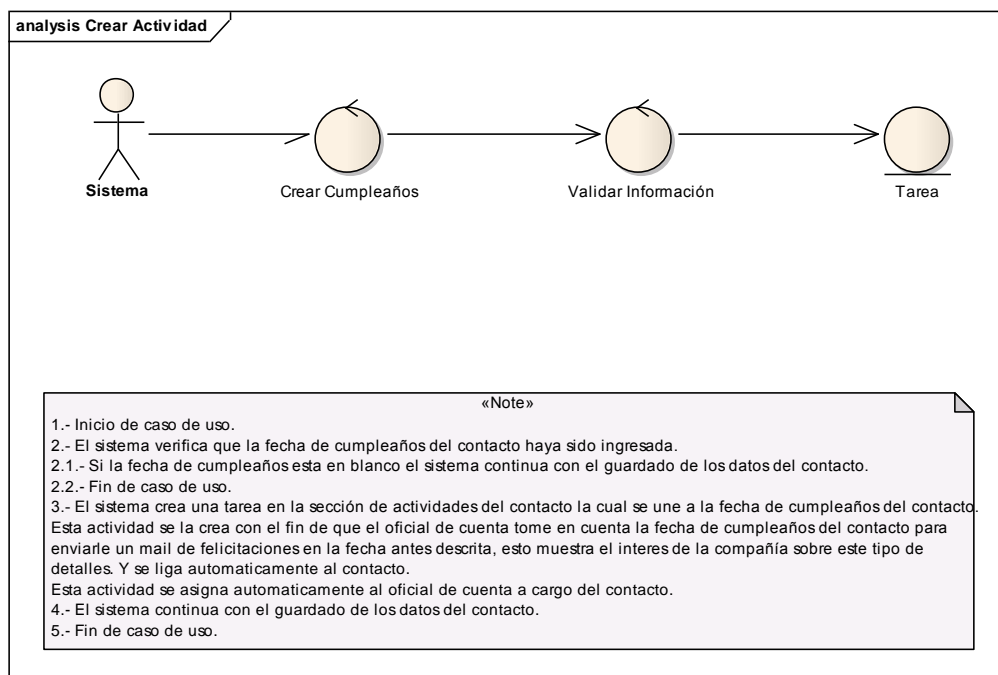 analysis Crear Actividad
Sistema
Crear Cumpleaños
Validar Información
Tarea
«Note»
1.- Inicio de caso de uso.
2.- El sistema verifica que la fecha de cumpleaños del contacto haya sido ingresada.
2.1.- Si la fecha de cumpleaños esta en blanco el sistema continua con el guardado de los datos del contacto.
2.2.- Fin de caso de uso.
3.- El sistema crea una tarea en la sección de actividades del contacto la cual se une a la fecha de cumpleaños del contacto.
Esta actividad se la crea con el fin de que el oficial de cuenta tome en cuenta la fecha de cumpleaños del contacto para
enviarle un mail de felicitaciones en la fecha antes descrita, esto muestra el interes de la compañía sobre este tipo de
detalles. Y se liga automaticamente al contacto.
Esta actividad se asigna automaticamente al oficial de cuenta a cargo del contacto.
4.- El sistema continua con el guardado de los datos del contacto.
5.- Fin de caso de uso.